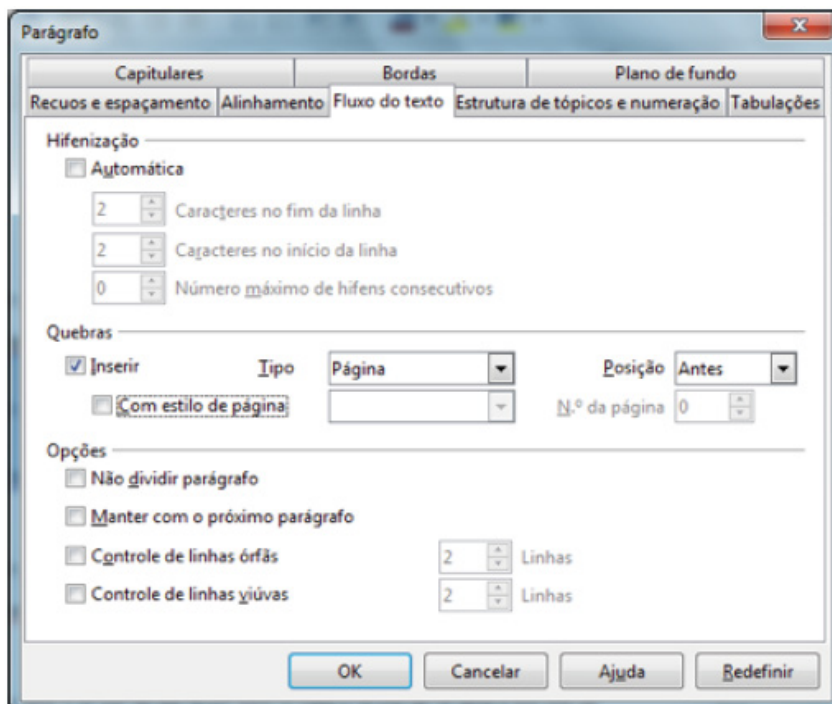 Parágrafo
Capitulares Bordas Plano de fundo
Recuos e espaçamento Alinhamento Fluxo do texto Estrutura de tópicos e numeração Tabulações
Hifenização
Automática
2 Caracteres no fim da linha
2 Caracteres no início da linha
0 Número máximo de hifens consecutivos
Quebras
Inserir Tipo Página Posição Antes
Com estilo de página N.º da página 0
Opções
Não dividir parágrafo
Manter com o próximo parágrafo
Controle de linhas órfãs 2 Linhas
Controle de linhas viúvas 2 Linhas
OK Cancelar Ajuda Redefinir